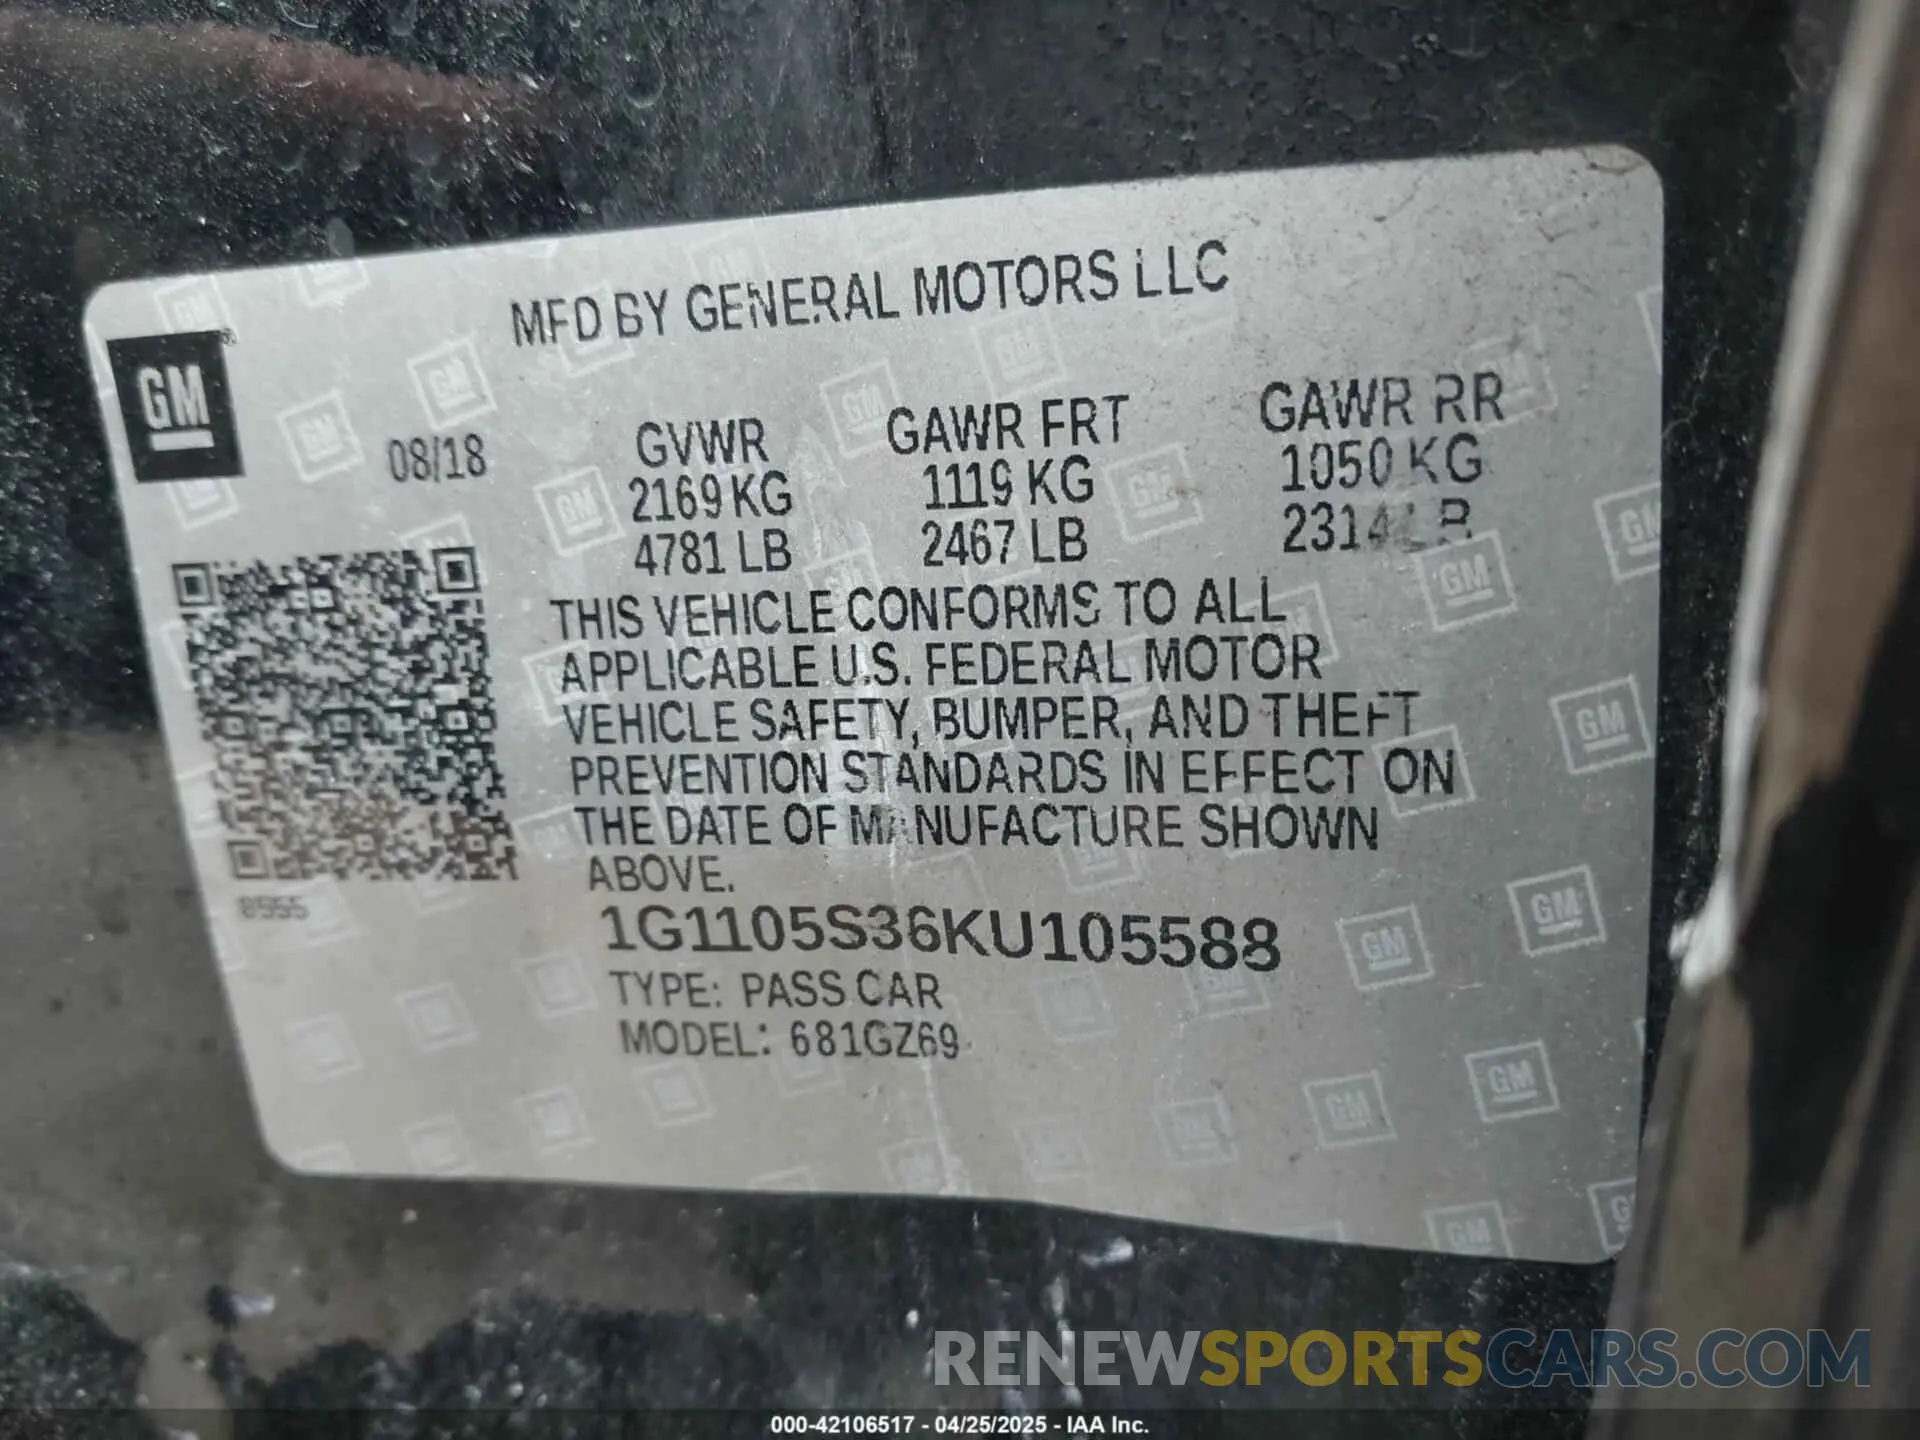 MFD BY GENERAL MOTORS LLC
GM
08/18
GVWR GAWR FRT GAWR RR
2169 KG 1119 KG 1050 KG
4781 LB 2467 LB 2314 LB
THIS VEHICLE CONFORMS TO ALL
APPLICABLE U.S. FEDERAL MOTOR
VEHICLE SAFETY, BUMPER, AND THEFT
PREVENTION STANDARDS IN EFFECT ON
THE DATE OF MANUFACTURE SHOWN
ABOVE.
8555
1G1105S36KU105588
TYPE: PASS CAR
MODEL: 681GZ69
RENEWSPORTSCARS.COM
000-42106517 - 04/25/2025 - IAA Inc.